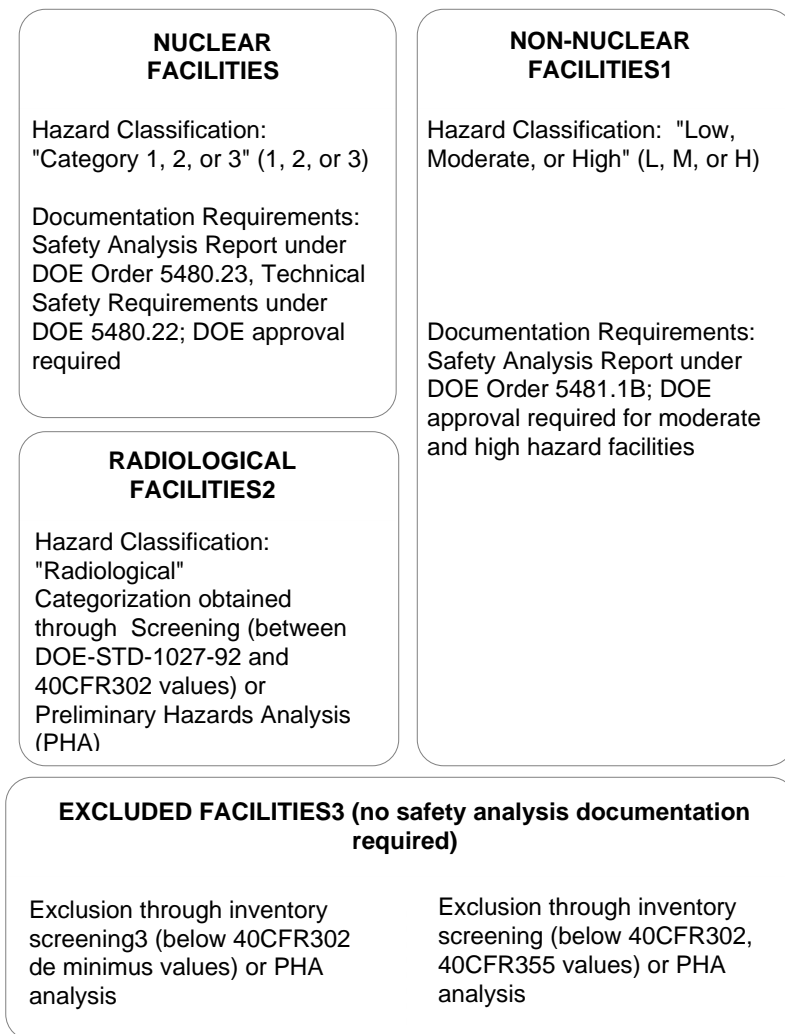 NUCLEAR
FACILITIES
Hazard Classification:
"Category 1, 2, or 3" (1, 2, or 3)
Documentation Requirements:
Safety Analysis Report under
DOE Order 5480.23, Technical
Safety Requirements under
DOE 5480.22; DOE approval
required
NON-NUCLEAR
FACILITIES1
Hazard Classification:  "Low,
Moderate, or High" (L, M, or H)
Documentation Requirements:
Safety Analysis Report under
DOE Order 5481.1B; DOE
approval required for moderate
and high hazard facilities
RADIOLOGICAL
FACILITIES2
Hazard Classification:
"Radiological"
Categorization obtained
through  Screening (between
DOE-STD-1027-92 and
40CFR302 values) or
Preliminary Hazards Analysis
(PHA)
EXCLUDED FACILITIES3 (no safety analysis documentation
required)
Exclusion through inventory
screening3 (below 40CFR302
de minimus values) or PHA
analysis
Exclusion through inventory
screening (below 40CFR302,
40CFR355 values) or PHA
analysis